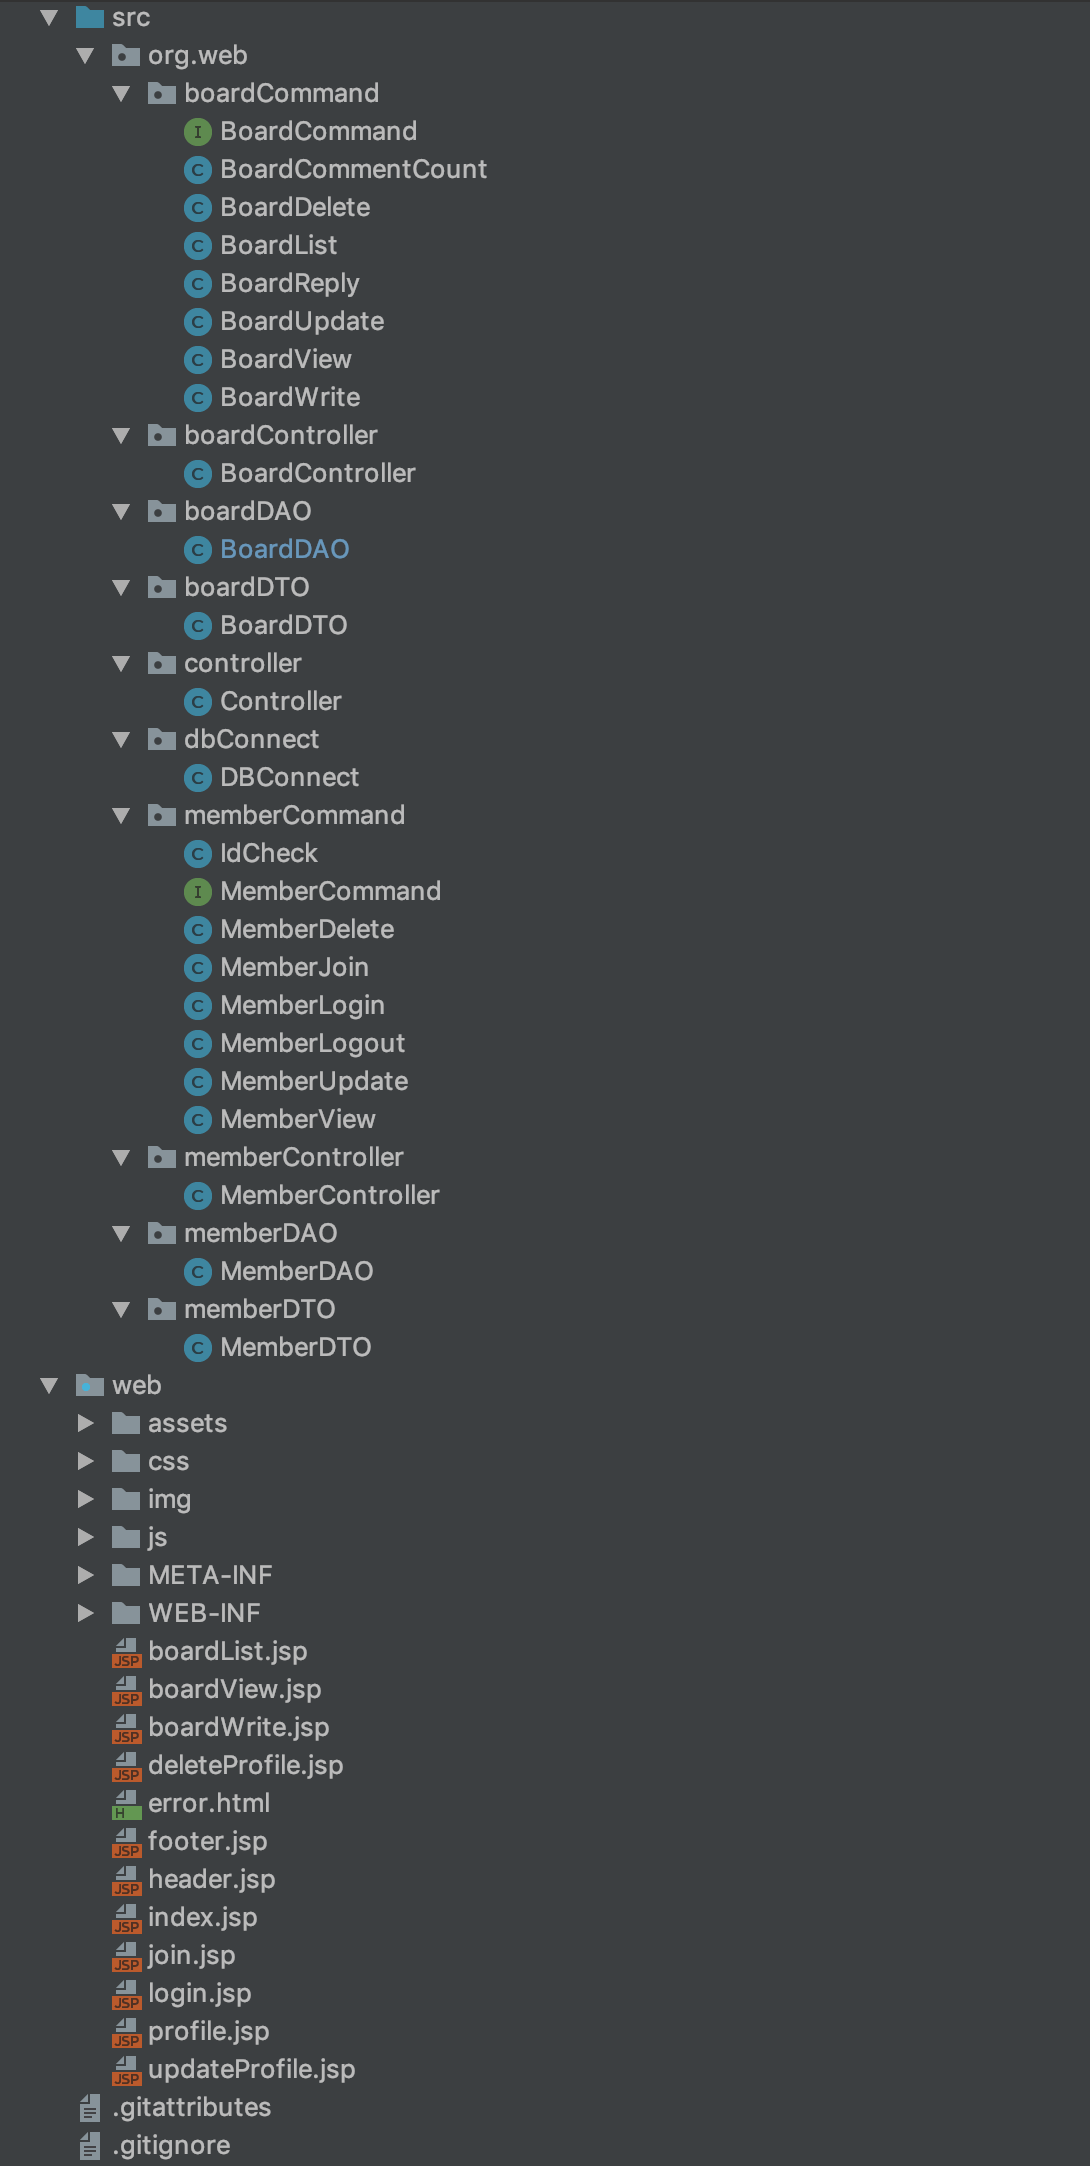 src
org.web
boardCommand
I BoardCommand
C BoardCommentCount
C BoardDelete
C BoardList
C BoardReply
C BoardUpdate
C BoardView
C BoardWrite
boardController
C BoardController
boardDAO
C BoardDAO
boardDTO
C BoardDTO
controller
C Controller
dbConnect
C DBConnect
memberCommand
C IdCheck
I MemberCommand
C MemberDelete
C MemberJoin
C MemberLogin
C MemberLogout
C MemberUpdate
C MemberView
memberController
C MemberController
memberDAO
C MemberDAO
memberDTO
C MemberDTO
web
assets
css
img
js
META-INF
WEB-INF
JSP boardList.jsp
JSP boardView.jsp
JSP boardWrite.jsp
JSP deleteProfile.jsp
H error.html
JSP footer.jsp
JSP header.jsp
JSP index.jsp
JSP join.jsp
JSP login.jsp
JSP profile.jsp
JSP updateProfile.jsp
.gitattributes
.gitignore